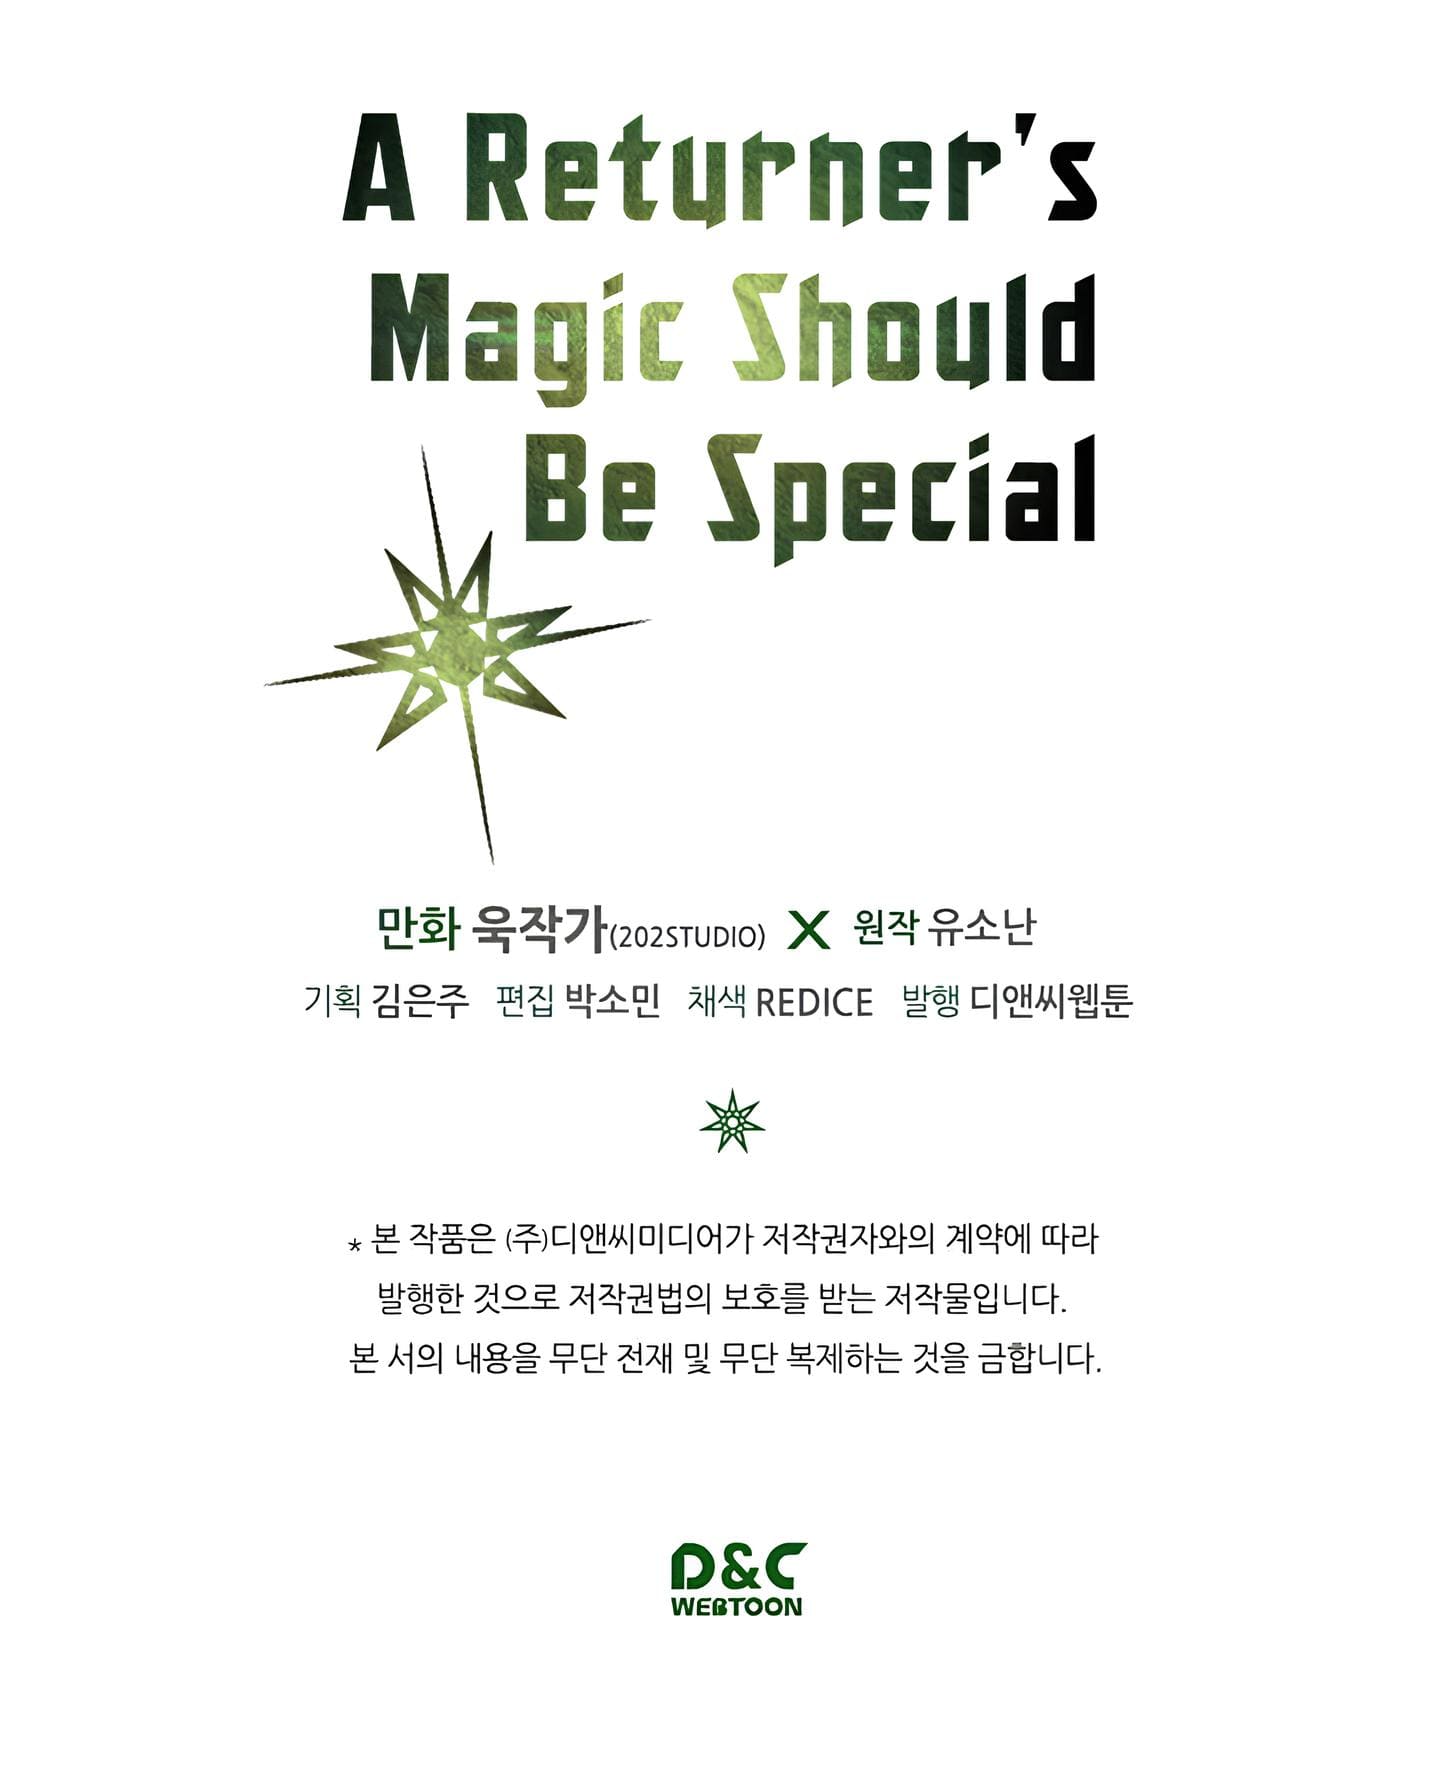 A Returner's
Magic Should
Be Special
만화 욱작가(202STUDIO) X 원작 유소난
기획 김은주 편집 박소민 채색 REDICE 발행 디앤씨웹툰
* 본 작품은 (주)디앤씨미디어가 저작권자와의 계약에 따라
발행한 것으로 저작권법의 보호를 받는 저작물입니다.
본 서의 내용을 무단 전재 및 무단 복제하는 것을 금합니다.
D&C
WEBTOON